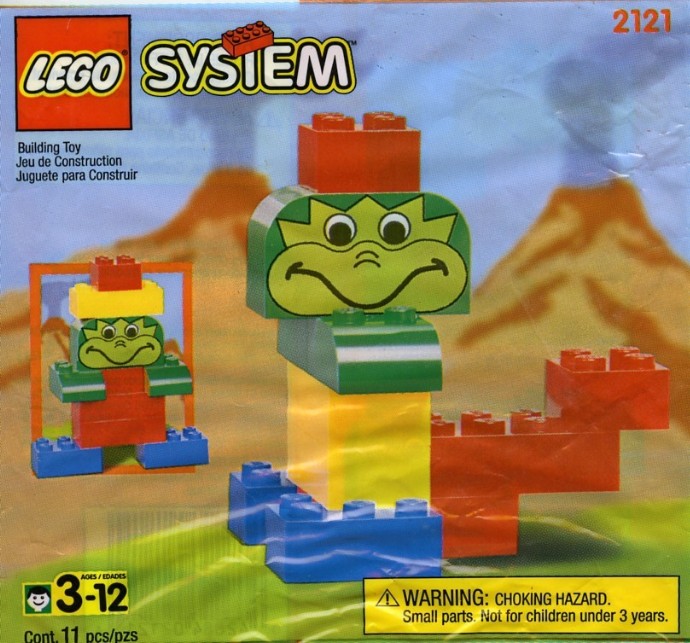 2121
LEGO SYSTEM™
Building Toy
Jeu de Construction
Juguete para Construir
AGES / EDADES
3-12
Cont. 11 pcs/pzs
WARNING: CHOKING HAZARD.
Small parts. Not for children under 3 years.